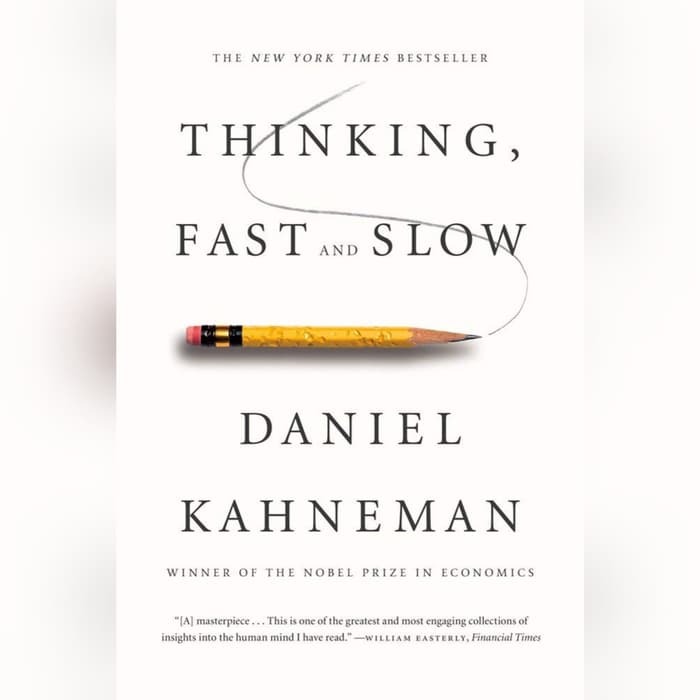 THE NEW YORK TIMES BESTSELLER
THINKING,
FAST AND SLOW
DANIEL
KAHNEMAN
WINNER OF THE NOBEL PRIZE IN ECONOMICS
“[A] masperpiece . . . This is one of the greatest and most engaging collections of
insights into the human mind I have read.” —WILLIAM EASTERLY, Financial Times